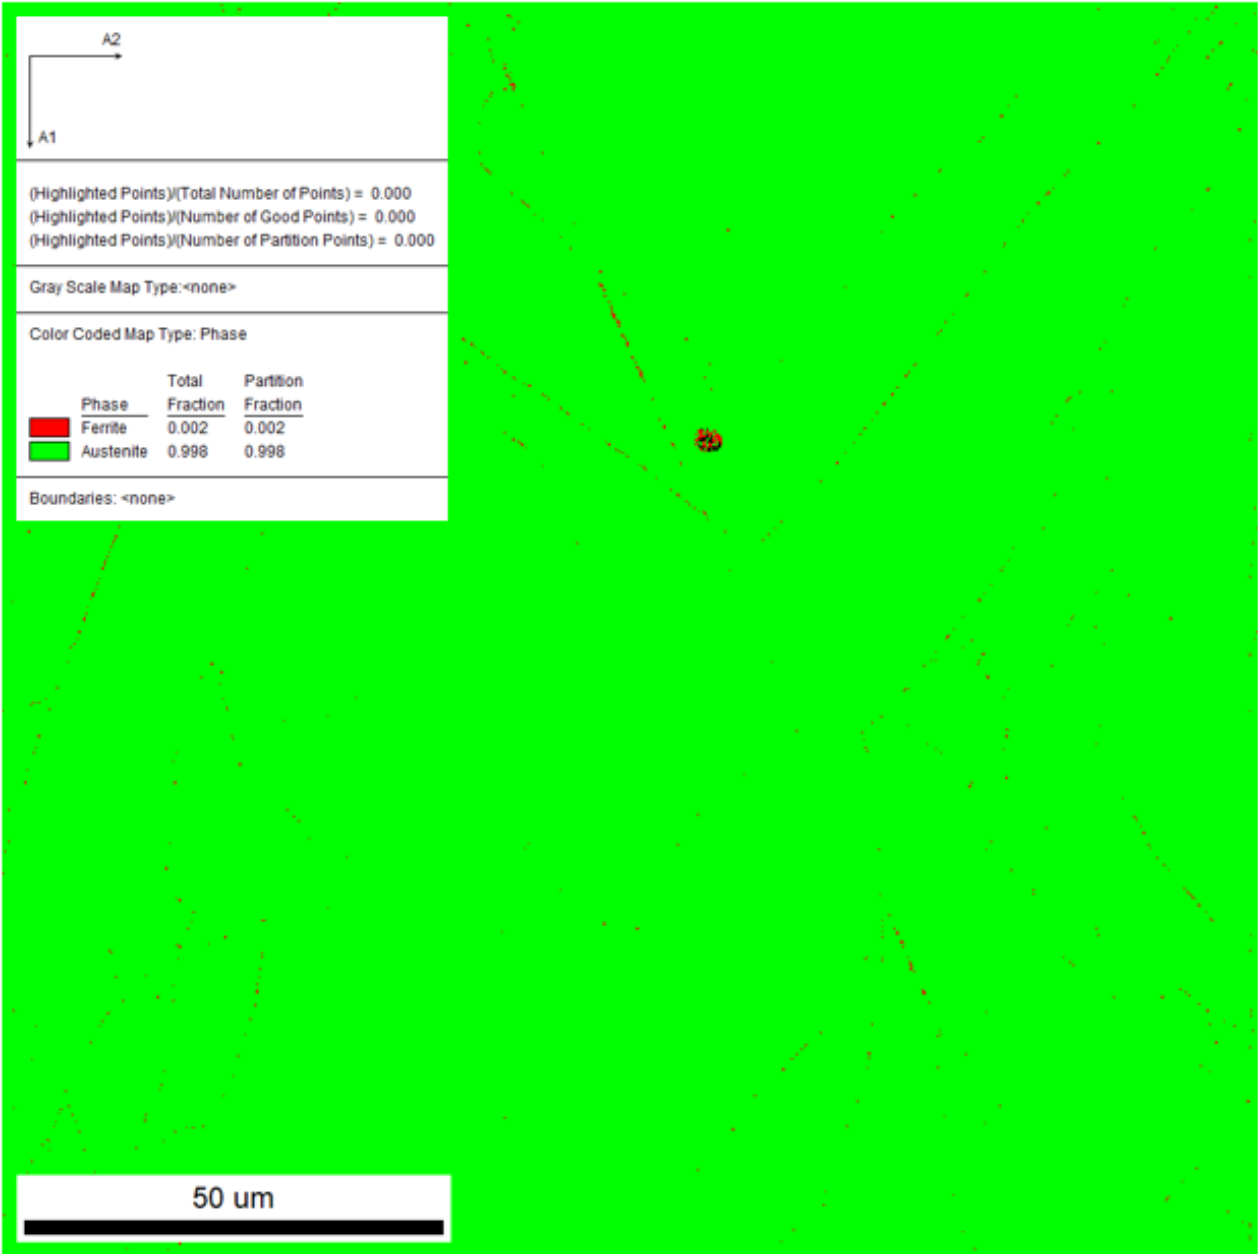 A2
A1
(Highlighted Points)/(Total Number of Points) = 0.000
(Highlighted Points)/(Number of Good Points) = 0.000
(Highlighted Points)/(Number of Partition Points) = 0.000
Gray Scale Map Type:<none>
Color Coded Map Type: Phase
Total Partition
Phase Fraction Fraction
Ferrite 0.002 0.002
Austenite 0.998 0.998
Boundaries: <none>
50 um